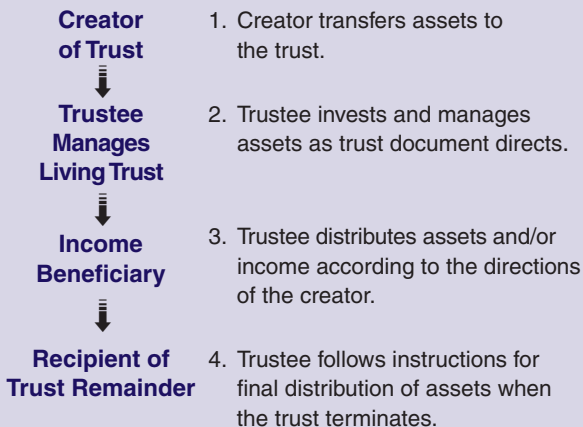 Creator
of Trust
1. Creator transfers assets to
the trust.
Trustee
Manages
Living Trust
2. Trustee invests and manages
assets as trust document directs.
Income
Beneficiary
3. Trustee distributes assets and/or
income according to the directions
of the creator.
Recipient of
Trust Remainder
4. Trustee follows instructions for
final distribution of assets when
the trust terminates.